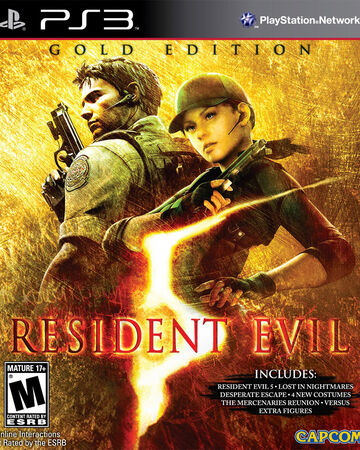 PS3 PlayStation Network
GOLD EDITION
5
RESIDENT EVIL
INCLUDES:
RESIDENT EVIL 5 • LOST IN NIGHTMARES
DESPERATE ESCAPE • 4 NEW COSTUMES
THE MERCENARIES REUNION • VERSUS
EXTRA FIGURES
MATURE 17+
M
CONTENT RATED BY
ESRB
nline Interactions
t Rated by the ESRB
CAPCOM